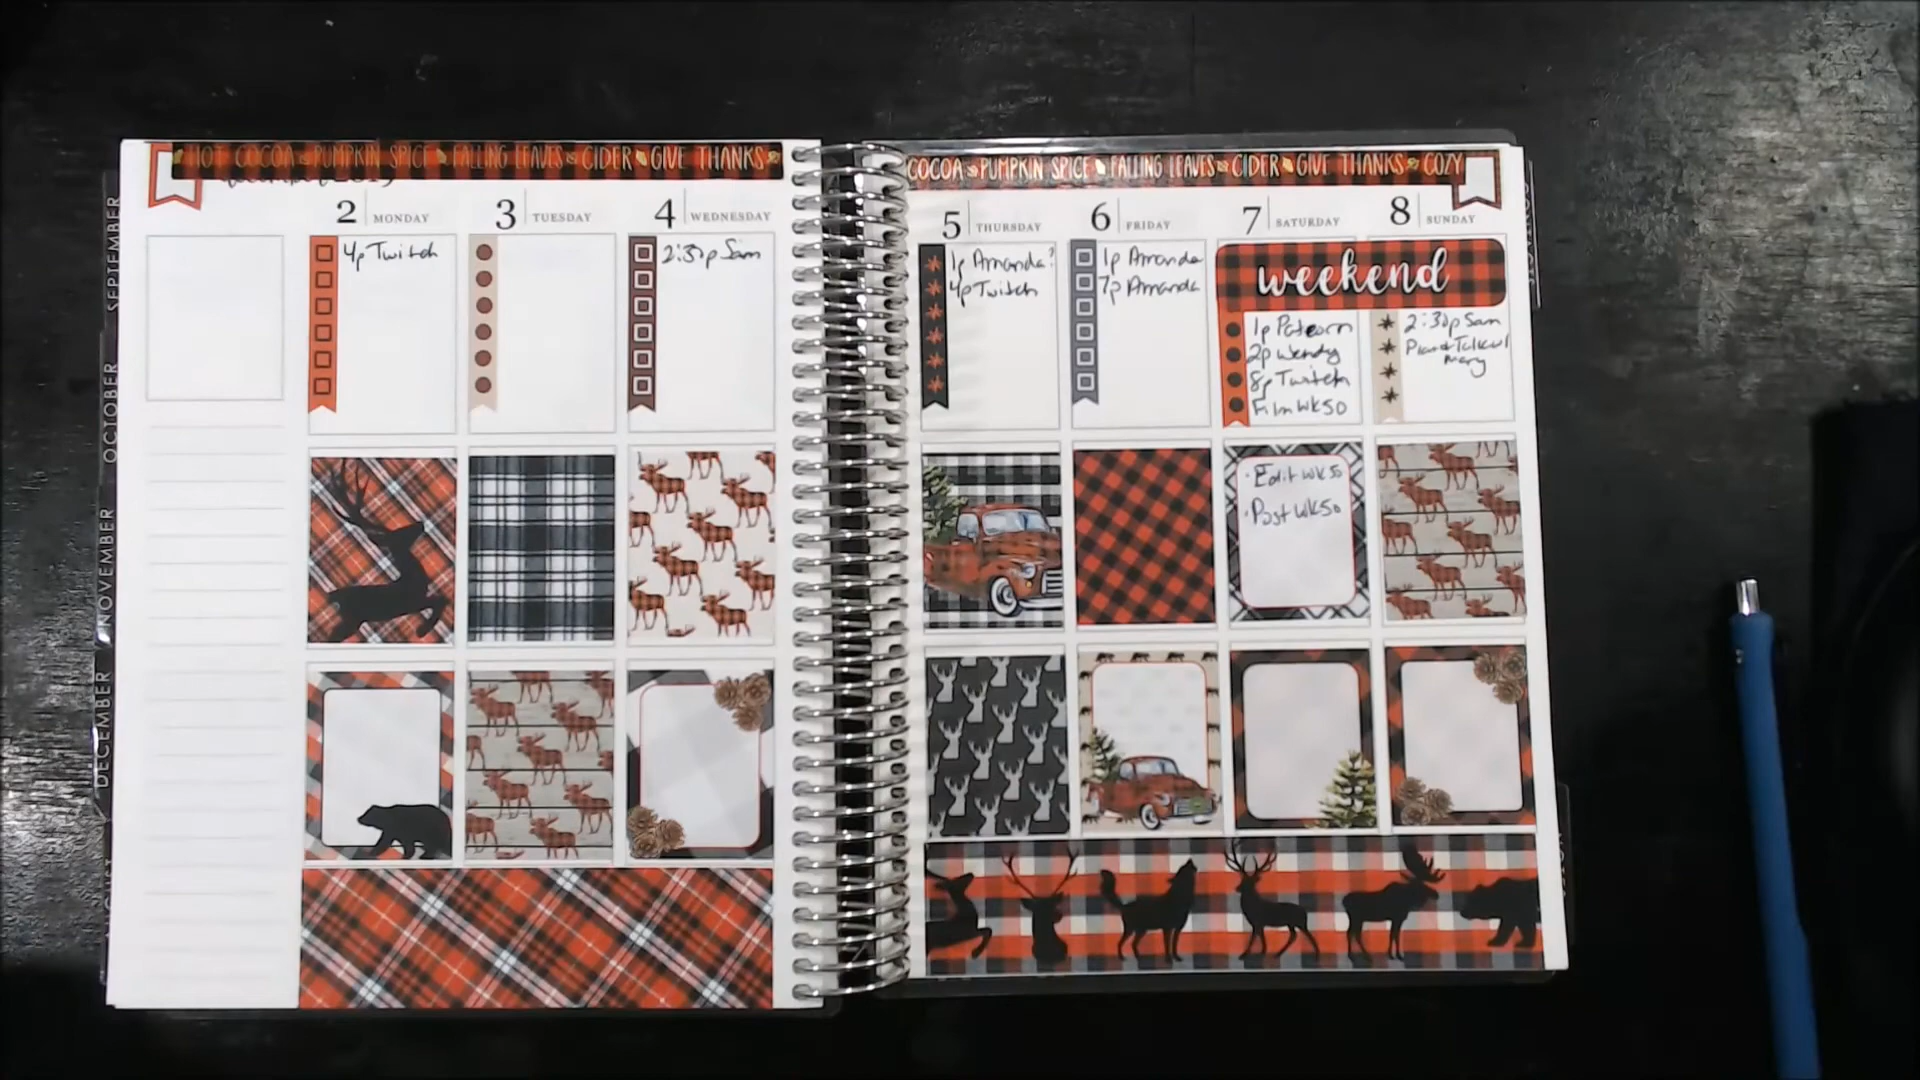 HOT COCOA PUMPKIN SPICE FALLING LEAVES CIDER GIVE THANKS
2 MONDAY
3 TUESDAY
4 WEDNESDAY
4p Twitch
2:30p Sam
SEPTEMBER
OCTOBER
NOVEMBER
DECEMBER
COCOA PUMPKIN SPICE FALLING LEAVES CIDER GIVE THANKS COZY
5 THURSDAY
6 FRIDAY
7 SATURDAY
8 SUNDAY
1p Amanda?
4p Twitch
1p Amanda
7p Amanda
weekend
1p
2p Wendy
8p Twitch
Film WK50
2:30p Sam
Mary
· Edit WK50
· Post WK50